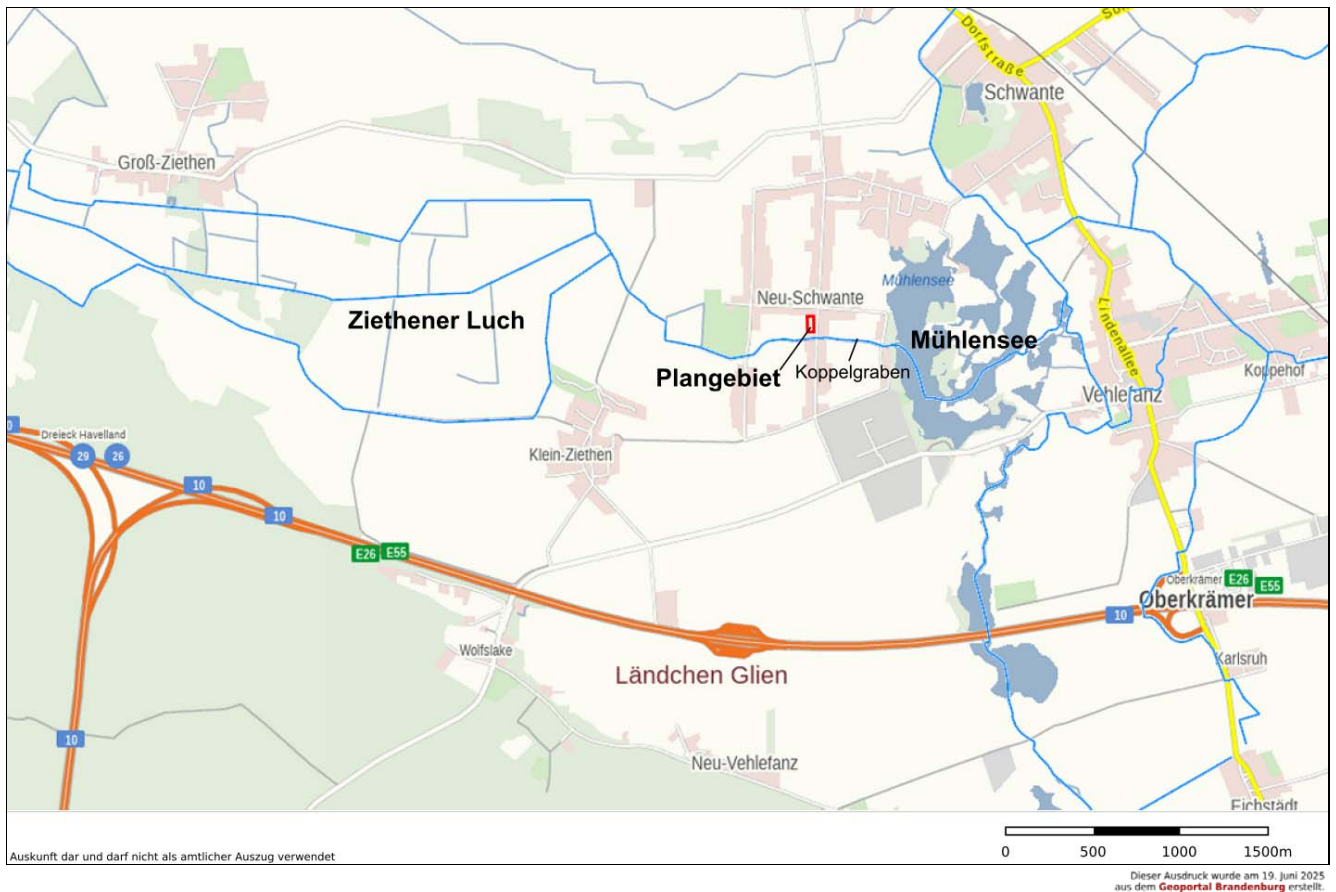 Dorfstraße
Schwante
Groß-Ziethen
Mühlensee
Neu-Schwante
Ziethener Luch
Lindenallee
Mühlensee
Plangebiet
Koppelgraben
Koppehof
Vehlefanz
Dreieck Havelland
29
26
Klein-Ziethen
10
10
E26
E55
Oberkrämer
E26
E55
Oberkrämer
10
Wolfslake
Karlsruh
Ländchen Glien
10
Neu-Vehlefanz
Eichstädt
0 500 1000 1500m
Auskunft dar und darf nicht als amtlicher Auszug verwendet
Dieser Ausdruck wurde am 19. Juni 2025
aus dem Geoportal Brandenburg erstellt.